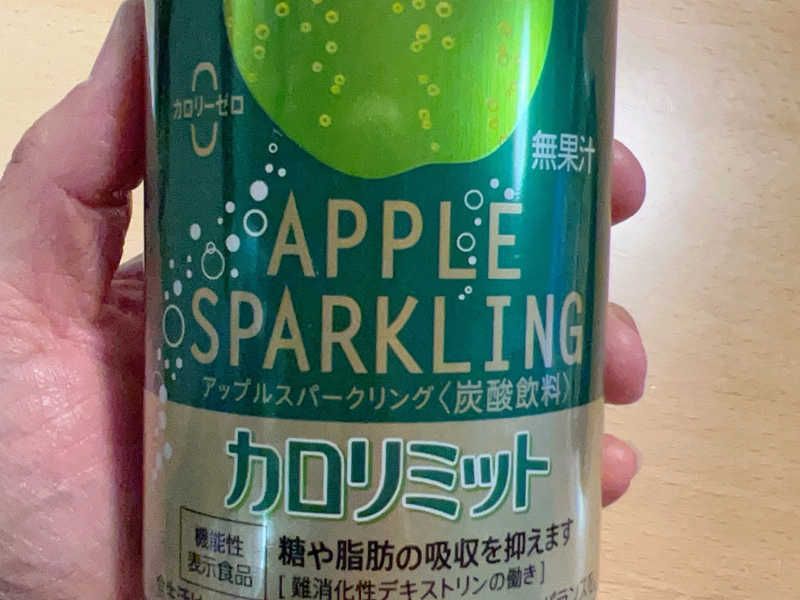 カロリーゼロ
無果汁
APPLE
SPARKLING
アップルスパークリング〈炭酸飲料〉
カロリミット
機能性
表示食品
糖や脂肪の吸収を抑えます
[難消化性デキストリンの働き]